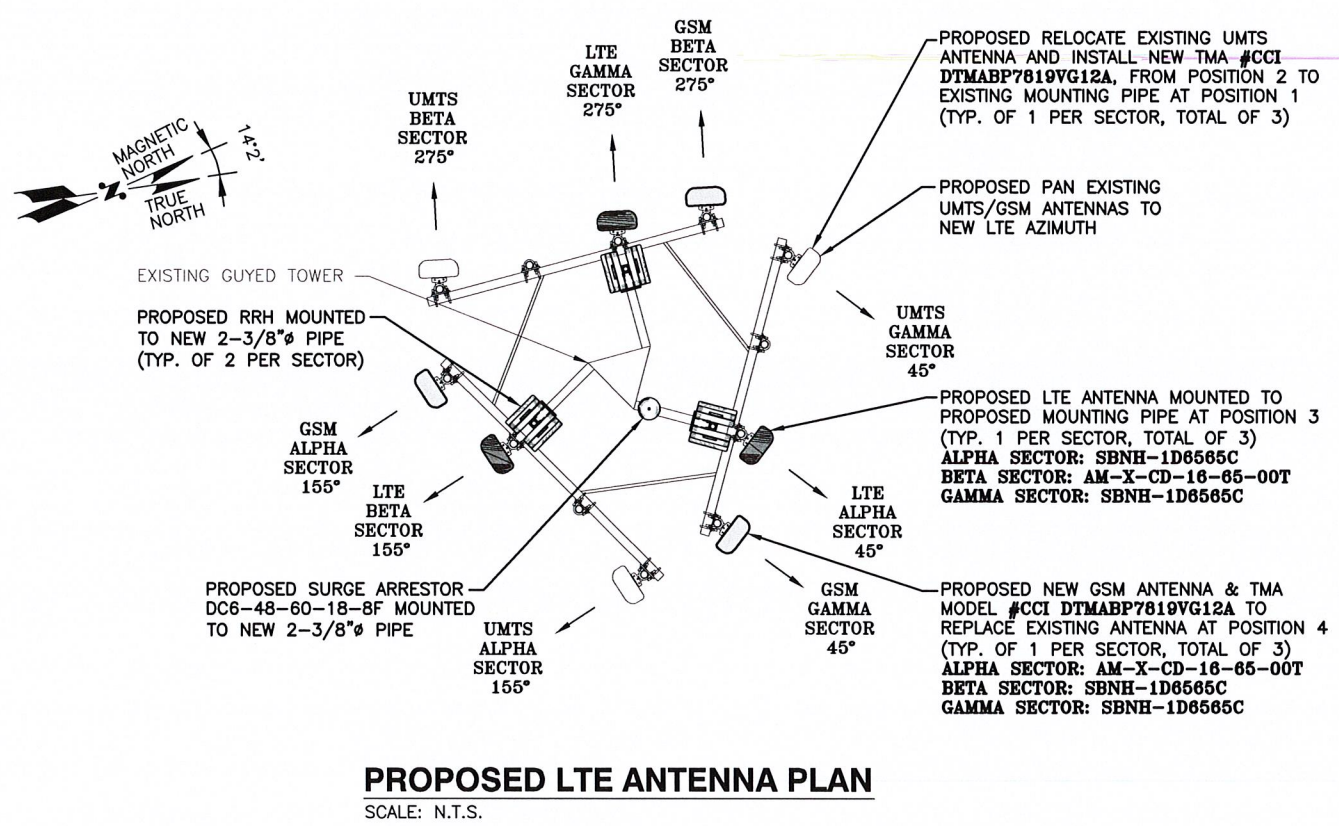 GSM
BETA
SECTOR
275°
LTE
GAMMA
SECTOR
275°
UMTS
BETA
SECTOR
275°
MAGNETIC
NORTH
14°2'
TRUE
NORTH
N
PROPOSED RELOCATE EXISTING UMTS
ANTENNA AND INSTALL NEW TMA #CCI
DTMABP7819VG12A, FROM POSITION 2 TO
EXISTING MOUNTING PIPE AT POSITION 1
(TYP. OF 1 PER SECTOR, TOTAL OF 3)
PROPOSED PAN EXISTING
UMTS/GSM ANTENNAS TO
NEW LTE AZIMUTH
EXISTING GUYED TOWER
PROPOSED RRH MOUNTED
TO NEW 2-3/8"ø PIPE
(TYP. OF 2 PER SECTOR)
UMTS
GAMMA
SECTOR
45°
PROPOSED LTE ANTENNA MOUNTED TO
PROPOSED MOUNTING PIPE AT POSITION 3
(TYP. 1 PER SECTOR, TOTAL OF 3)
ALPHA SECTOR: SBNH-1D6565C
BETA SECTOR: AM-X-CD-16-65-00T
GAMMA SECTOR: SBNH-1D6565C
GSM
ALPHA
SECTOR
155°
LTE
BETA
SECTOR
155°
LTE
ALPHA
SECTOR
45°
PROPOSED SURGE ARRESTOR
DC6-48-60-18-8F MOUNTED
TO NEW 2-3/8"ø PIPE
UMTS
ALPHA
SECTOR
155°
GSM
GAMMA
SECTOR
45°
PROPOSED NEW GSM ANTENNA & TMA
MODEL #CCI DTMABP7819VG12A TO
REPLACE EXISTING ANTENNA AT POSITION 4
(TYP. OF 1 PER SECTOR, TOTAL OF 3)
ALPHA SECTOR: AM-X-CD-16-65-00T
BETA SECTOR: SBNH-1D6565C
GAMMA SECTOR: SBNH-1D6565C
PROPOSED LTE ANTENNA PLAN
SCALE: N.T.S.